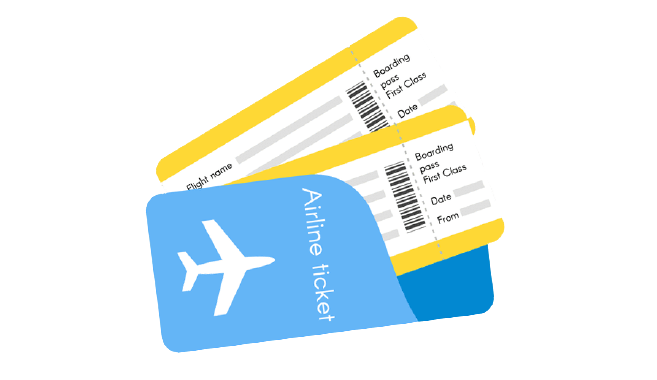 Boarding
pass
First Class
Date
Flight name
Boarding
pass
First Class
Date
From
Airline ticket